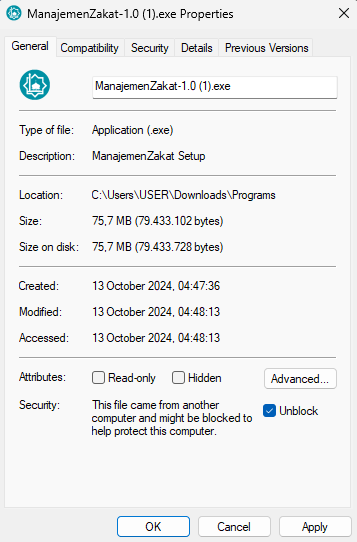 ManajemenZakat-1.0 (1).exe Properties
General Compatibility Security Details Previous Versions
ManajemenZakat-1.0 (1).exe
Type of file: Application (.exe)
Description: ManajemenZakat Setup
Location: C:\Users\USER\Downloads\Programs
Size: 75,7 MB (79.433.102 bytes)
Size on disk: 75,7 MB (79.433.728 bytes)
Created: 13 October 2024, 04:47:36
Modified: 13 October 2024, 04:48:13
Accessed: 13 October 2024, 04:48:13
Attributes: Read-only Hidden Advanced...
Security: This file came from another
computer and might be blocked to
help protect this computer.
Unblock
OK Cancel Apply